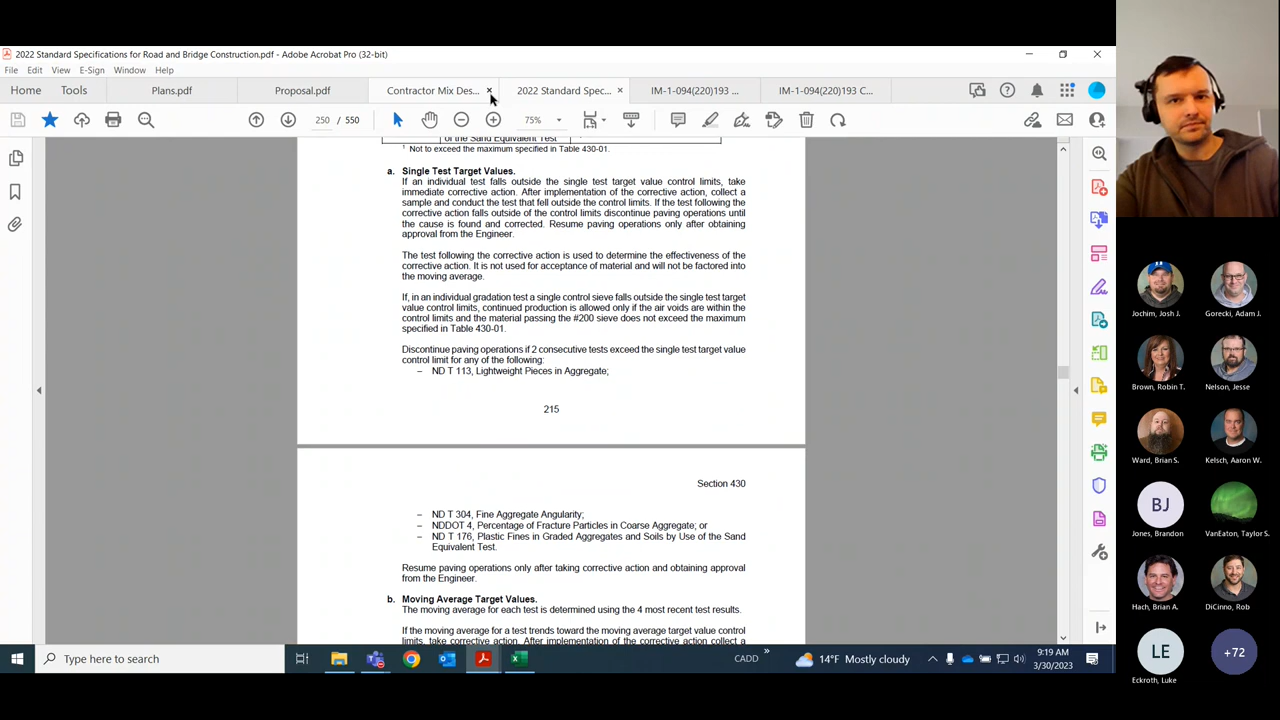 2022 Standard Specifications for Road and Bridge Construction.pdf - Adobe Acrobat Pro (32-bit)
File Edit View E-Sign Window Help
Home Tools Plans.pdf Proposal.pdf Contractor Mix Des... 2022 Standard Spec... IM-1-094(220)193 ... IM-1-094(220)193 C...
250 / 550 75%
of the Sand Equivalent Test
1 Not to exceed the maximum specified in Table 430-01.
a. Single Test Target Values.
If an individual test falls outside the single test target value control limits, take
immediate corrective action. After implementation of the corrective action, collect a
sample and conduct the test that fell outside the control limits. If the test following the
corrective action falls outside of the control limits discontinue paving operations until
the cause is found and corrected. Resume paving operations only after obtaining
approval from the Engineer.
The test following the corrective action is used to determine the effectiveness of the
corrective action. It is not used for acceptance of material and will not be factored into
the moving average.
If, in an individual gradation test a single control sieve falls outside the single test target
value control limits, continued production is allowed only if the air voids are within the
control limits and the material passing the #200 sieve does not exceed the maximum
specified in Table 430-01.
Discontinue paving operations if 2 consecutive tests exceed the single test target value
control limit for any of the following:
– ND T 113, Lightweight Pieces in Aggregate;
215
Section 430
– ND T 304, Fine Aggregate Angularity;
– NDDOT 4, Percentage of Fracture Particles in Coarse Aggregate; or
– ND T 176, Plastic Fines in Graded Aggregates and Soils by Use of the Sand
Equivalent Test.
Resume paving operations only after taking corrective action and obtaining approval
from the Engineer.
b. Moving Average Target Values.
The moving average for each test is determined using the 4 most recent test results.
If the moving average for a test trends toward the moving average target value control
limits, take corrective action. After implementation of the corrective action collect a
Type here to search
CADD
14°F Mostly cloudy
9:19 AM
3/30/2023
Jochim, Josh J. Gorecki, Adam J.
Brown, Robin T. Nelson, Jesse
Ward, Brian S. Kelsch, Aaron W.
BJ
Jones, Brandon VanEaton, Taylor S.
Hach, Brian A. DiCinno, Rob
LE +72
Eckroth, Luke